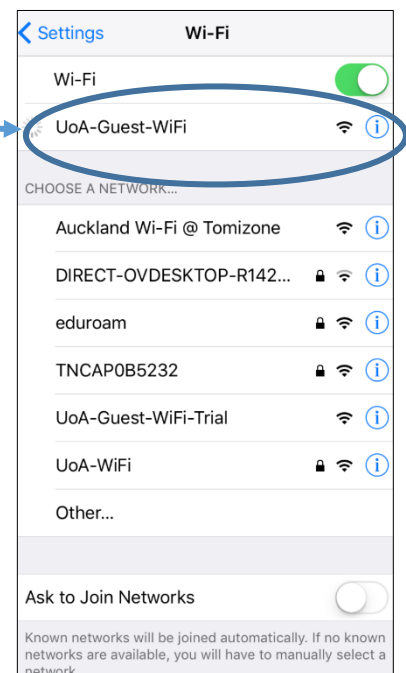 Settings Wi-Fi
Wi-Fi
UoA-Guest-WiFi
CHOOSE A NETWORK...
Auckland Wi-Fi @ Tomizone
DIRECT-OVDESKTOP-R142...
eduroam
TNCAP0B5232
UoA-Guest-WiFi-Trial
UoA-WiFi
Other...
Ask to Join Networks
Known networks will be joined automatically. If no known
networks are available, you will have to manually select a
network.